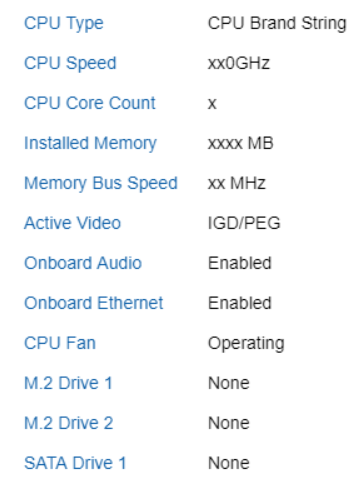 CPU Type CPU Brand String
CPU Speed xx0GHz
CPU Core Count x
Installed Memory xxxx MB
Memory Bus Speed xx MHz
Active Video IGD/PEG
Onboard Audio Enabled
Onboard Ethernet Enabled
CPU Fan Operating
M.2 Drive 1 None
M.2 Drive 2 None
SATA Drive 1 None